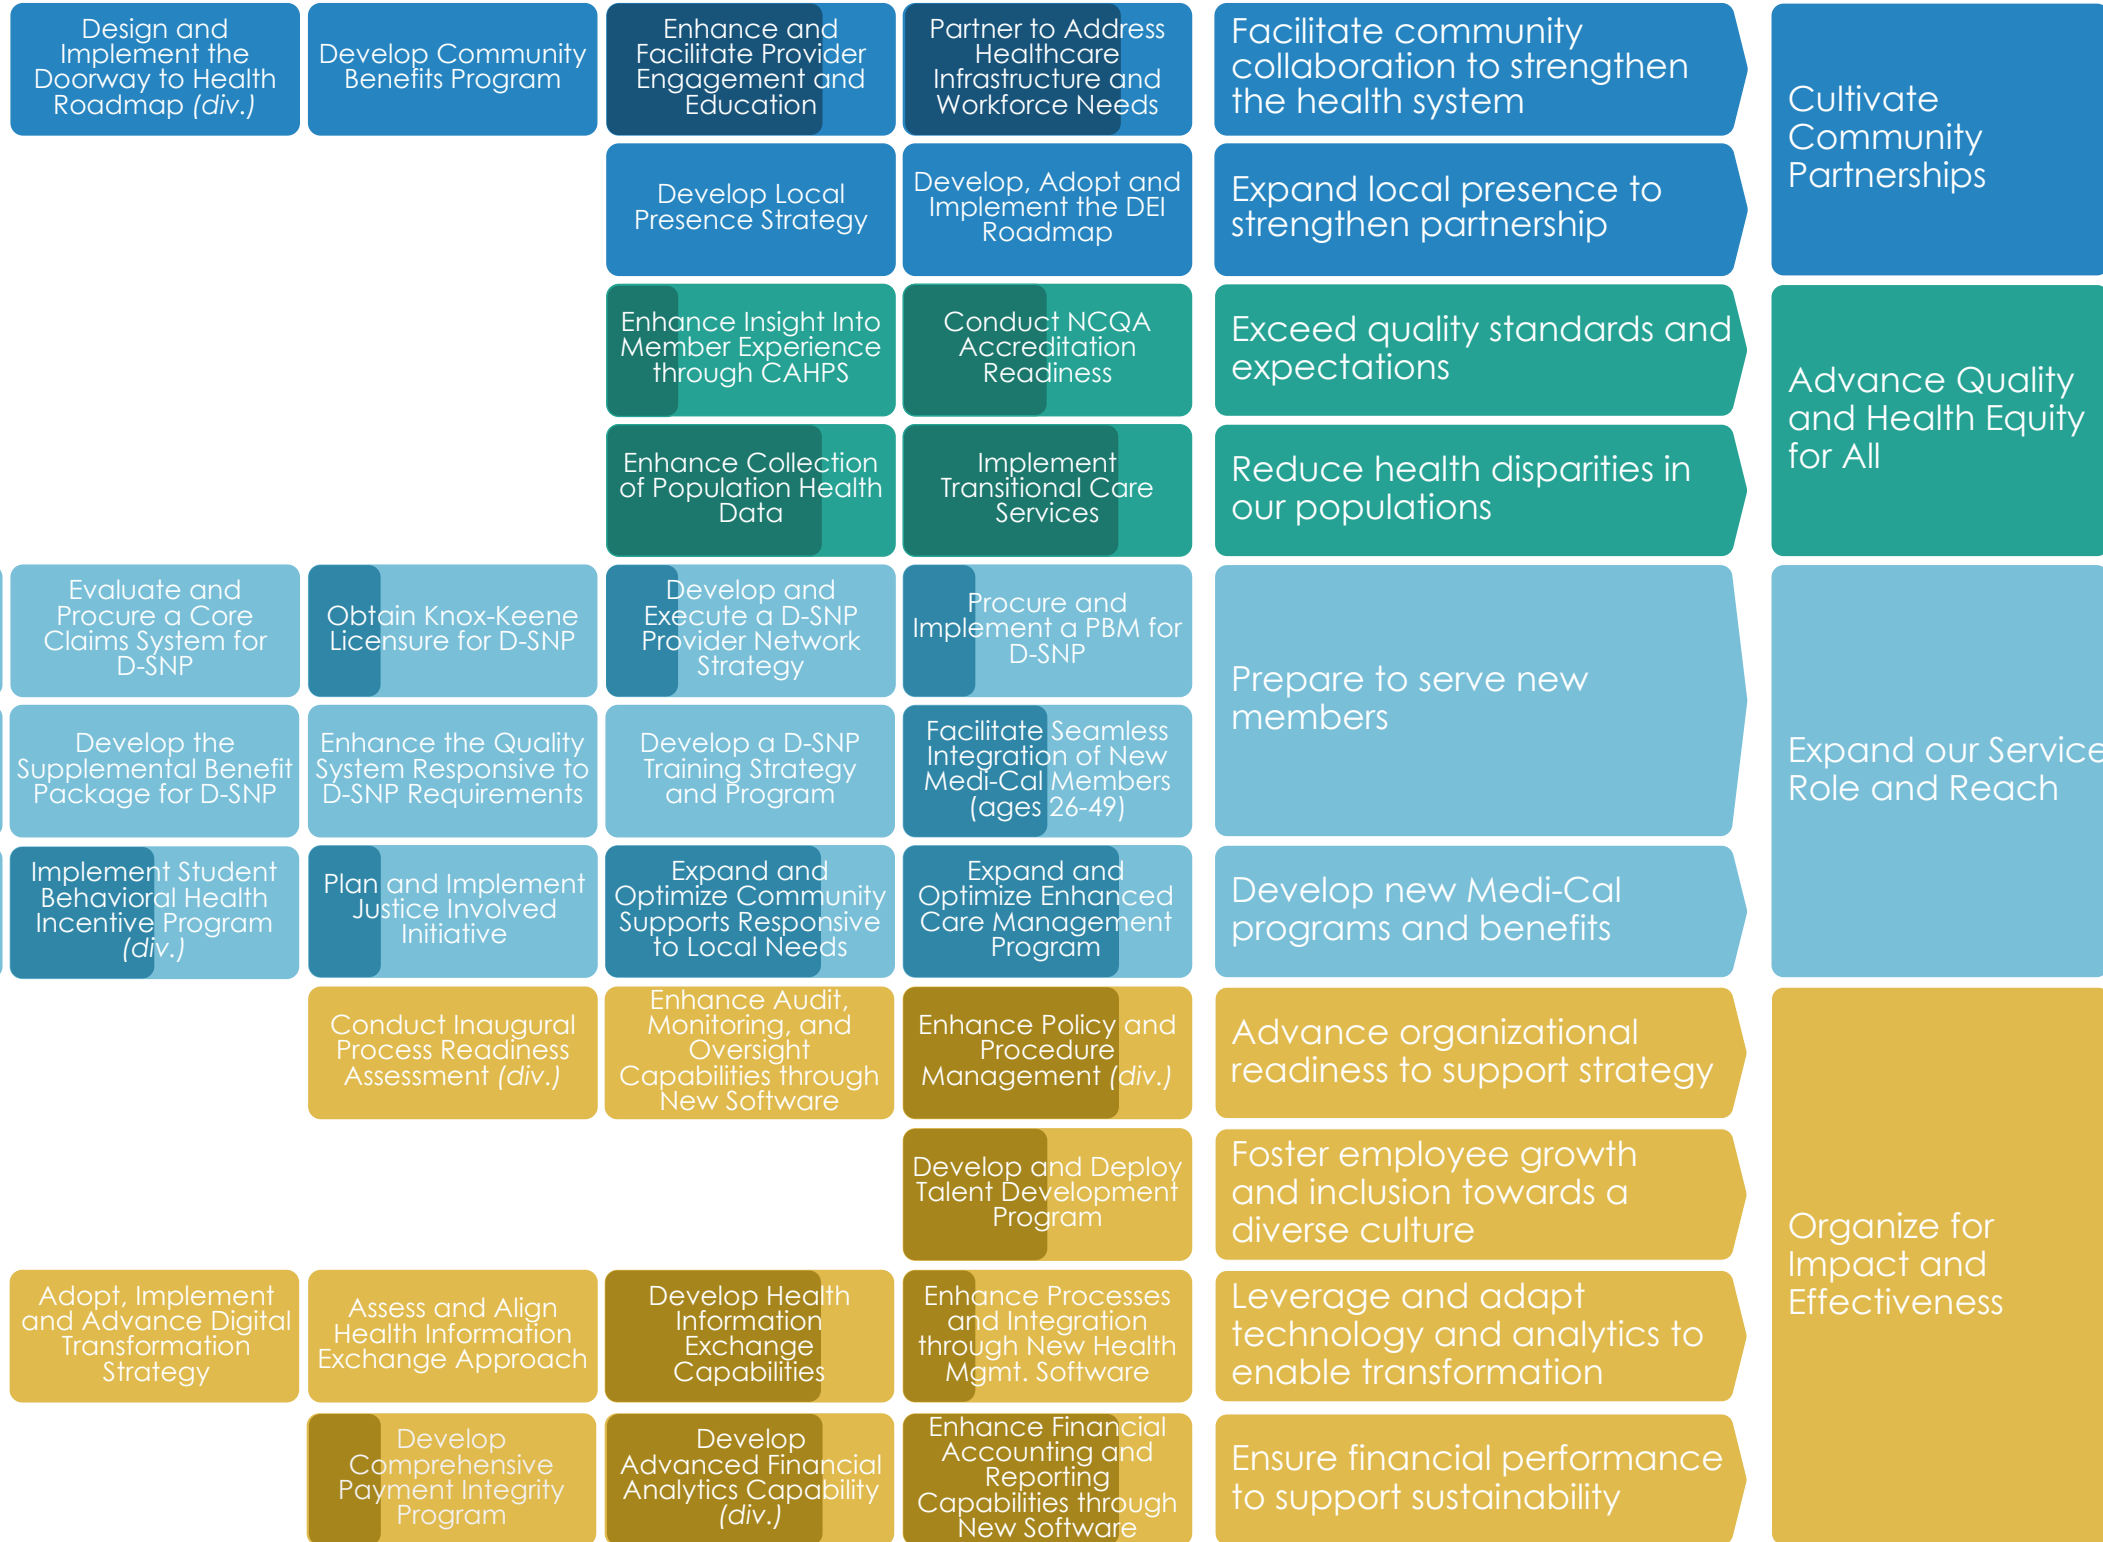 Design and
Implement the
Doorway to Health
Roadmap (div.)
Develop Community
Benefits Program
Enhance and
Facilitate Provider
Engagement and
Education
Partner to Address
Healthcare
Infrastructure and
Workforce Needs
Facilitate community
collaboration to strengthen
the health system
Cultivate
Community
Partnerships
Develop Local
Presence Strategy
Develop, Adopt and
Implement the DEI
Roadmap
Expand local presence to
strengthen partnership
Enhance Insight Into
Member Experience
through CAHPS
Conduct NCQA
Accreditation
Readiness
Exceed quality standards and
expectations
Advance Quality
and Health Equity
for All
Enhance Collection
of Population Health
Data
Implement
Transitional Care
Services
Reduce health disparities in
our populations
Evaluate and
Procure a Core
Claims System for
D-SNP
Obtain Knox-Keene
Licensure for D-SNP
Develop and
Execute a D-SNP
Provider Network
Strategy
Procure and
Implement a PBM for
D-SNP
Prepare to serve new
members
Expand our Service
Role and Reach
Develop the
Supplemental Benefit
Package for D-SNP
Enhance the Quality
System Responsive to
D-SNP Requirements
Develop a D-SNP
Training Strategy
and Program
Facilitate Seamless
Integration of New
Medi-Cal Members
(ages 26-49)
Implement Student
Behavioral Health
Incentive Program
(div.)
Plan and Implement
Justice Involved
Initiative
Expand and
Optimize Community
Supports Responsive
to Local Needs
Expand and
Optimize Enhanced
Care Management
Program
Develop new Medi-Cal
programs and benefits
Conduct Inaugural
Process Readiness
Assessment (div.)
Enhance Audit,
Monitoring, and
Oversight
Capabilities through
New Software
Enhance Policy and
Procedure
Management (div.)
Advance organizational
readiness to support strategy
Organize for
Impact and
Effectiveness
Develop and Deploy
Talent Development
Program
Foster employee growth
and inclusion towards a
diverse culture
Adopt, Implement
and Advance Digital
Transformation
Strategy
Assess and Align
Health Information
Exchange Approach
Develop Health
Information
Exchange
Capabilities
Enhance Processes
and Integration
through New Health
Mgmt. Software
Leverage and adapt
technology and analytics to
enable transformation
Develop
Comprehensive
Payment Integrity
Program
Develop
Advanced Financial
Analytics Capability
(div.)
Enhance Financial
Accounting and
Reporting
Capabilities through
New Software
Ensure financial performance
to support sustainability